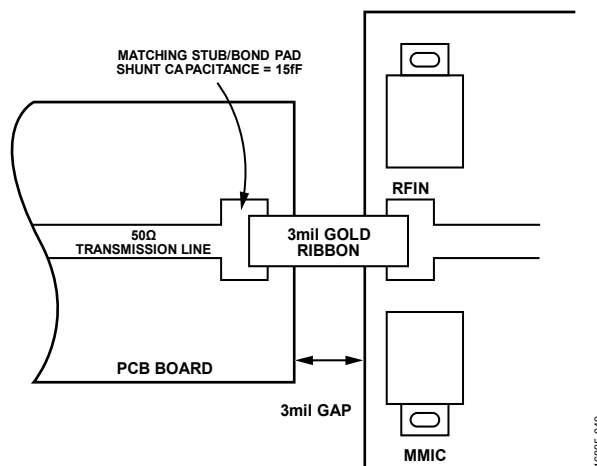 MATCHING STUB/BOND PAD
SHUNT CAPACITANCE = 15fF
RFIN
50Ω
TRANSMISSION LINE
3mil GOLD
RIBBON
PCB BOARD
3mil GAP
MMIC